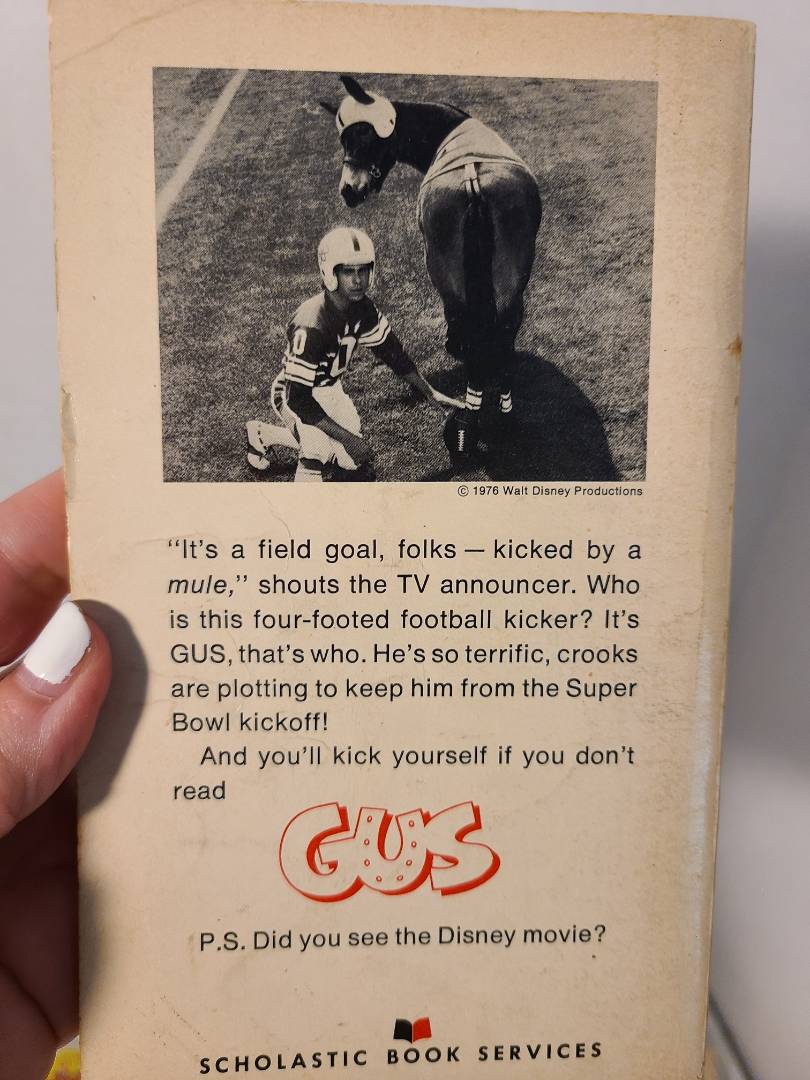 0
© 1976 Walt Disney Productions
“It’s a field goal, folks — kicked by a
mule,” shouts the TV announcer. Who
is this four-footed football kicker? It’s
GUS, that’s who. He’s so terrific, crooks
are plotting to keep him from the Super
Bowl kickoff!
And you’ll kick yourself if you don’t
read
GUS
P.S. Did you see the Disney movie?
SCHOLASTIC BOOK SERVICES